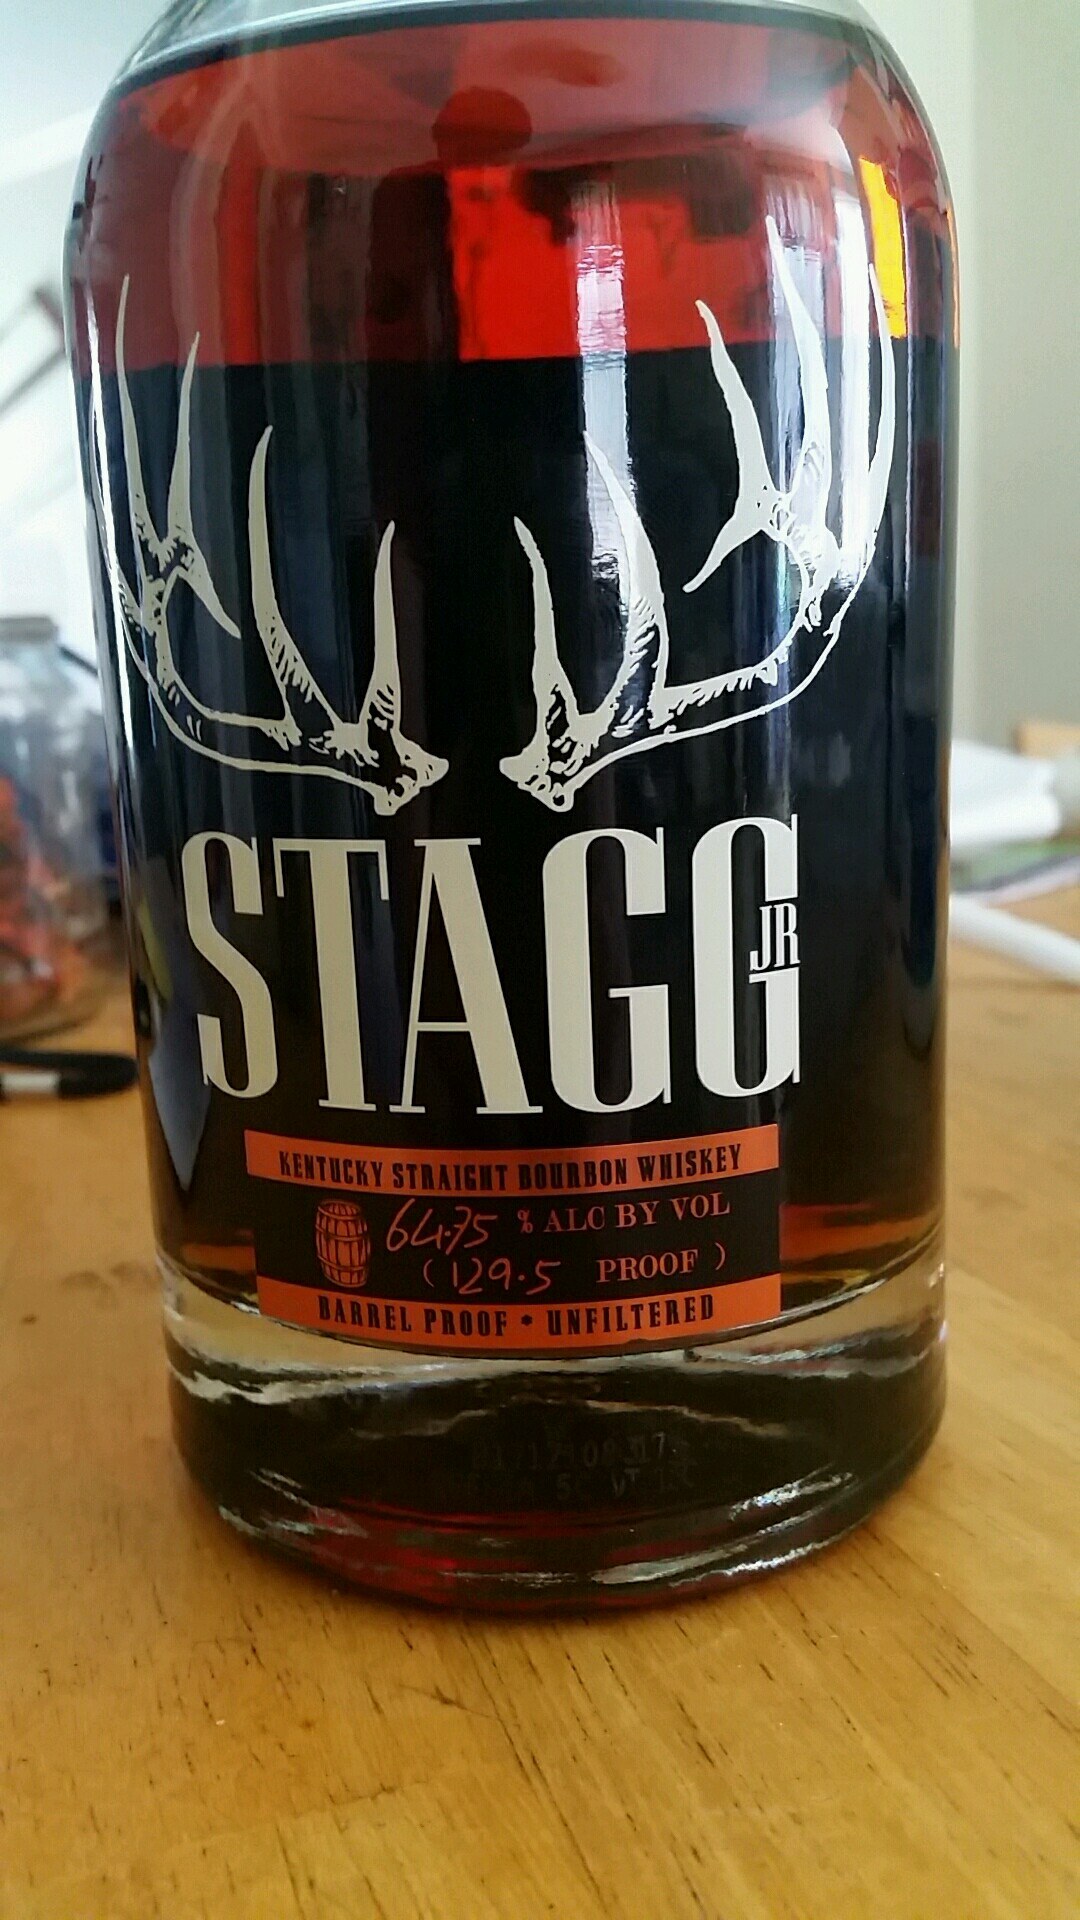 STAGG
JR
KENTUCKY STRAIGHT BOURBON WHISKEY
64.75 % ALC BY VOL
(129.5 PROOF)
BARREL PROOF • UNFILTERED